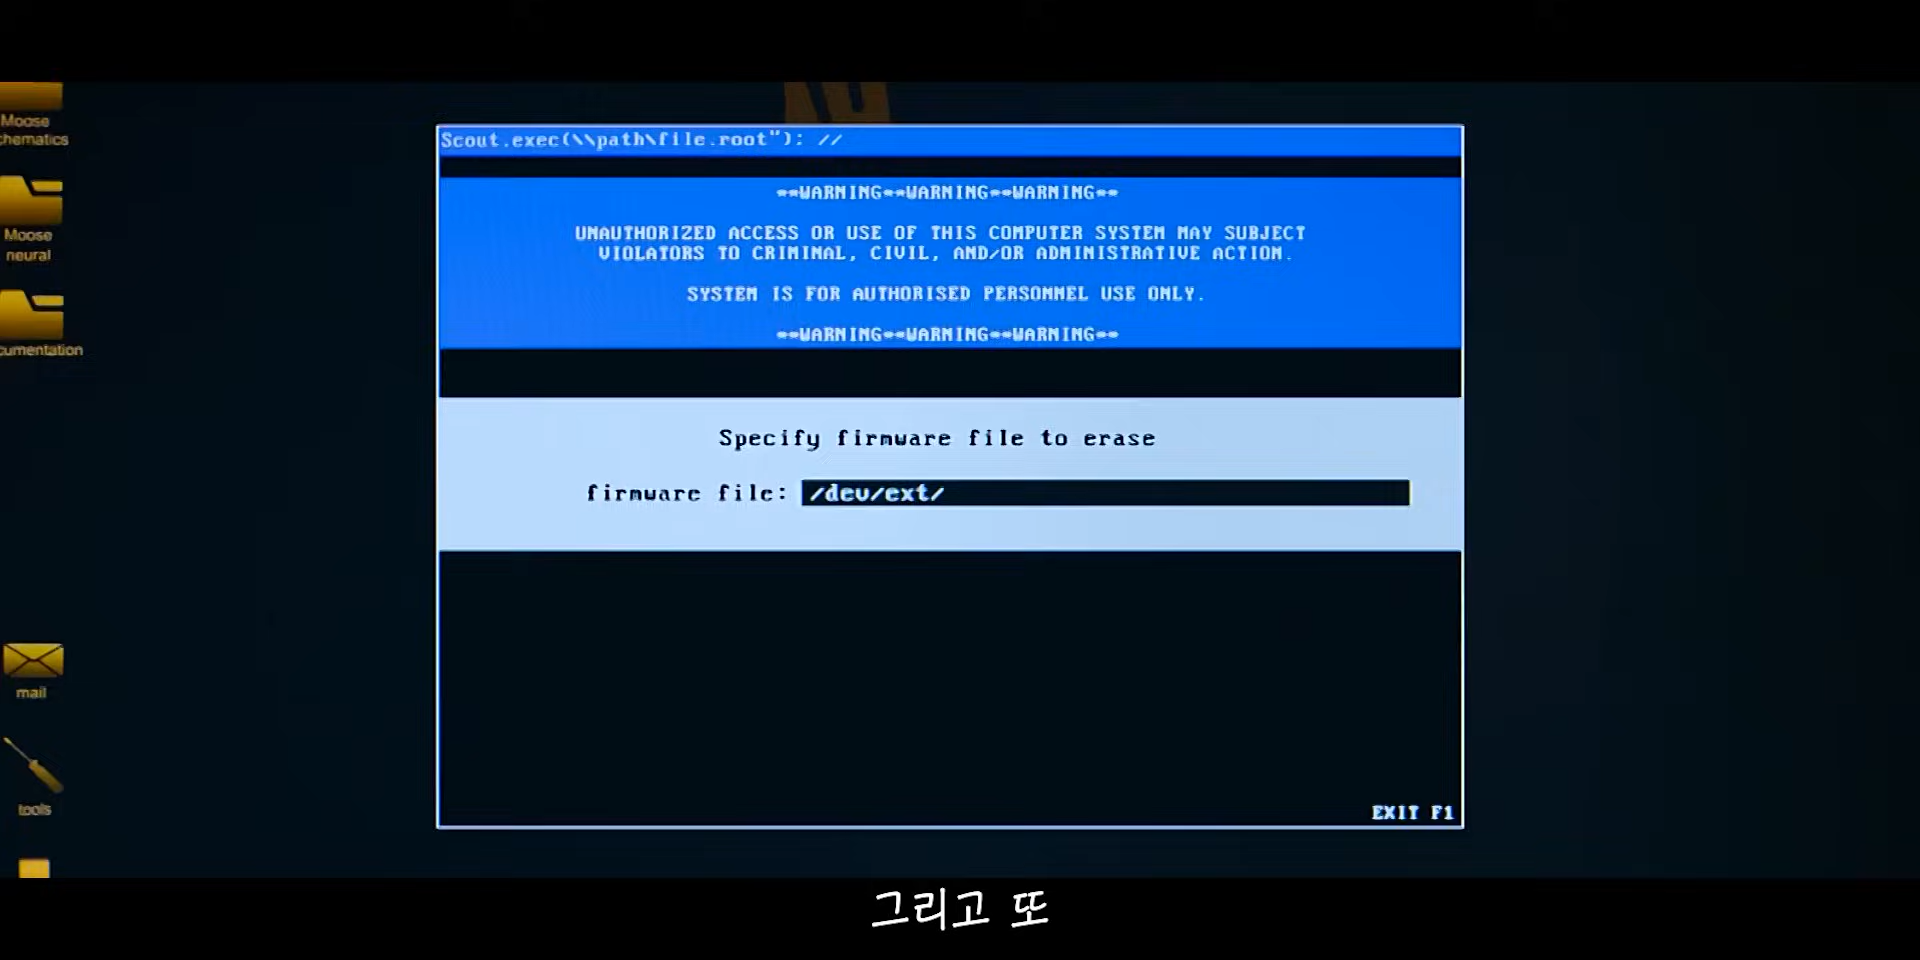 Moose
chematics
Moose
neural
cumentation
mail
tools
Scout.exec(\\path\file.root"): //
**WARNING**WARNING**WARNING**
UNAUTHORIZED ACCESS OR USE OF THIS COMPUTER SYSTEM MAY SUBJECT
VIOLATORS TO CRIMINAL, CIVIL, AND/OR ADMINISTRATIVE ACTION.
SYSTEM IS FOR AUTHORISED PERSONNEL USE ONLY.
**WARNING**WARNING**WARNING**
Specify firmware file to erase
firmware file: /dev/ext/
EXIT F1
그리고 또